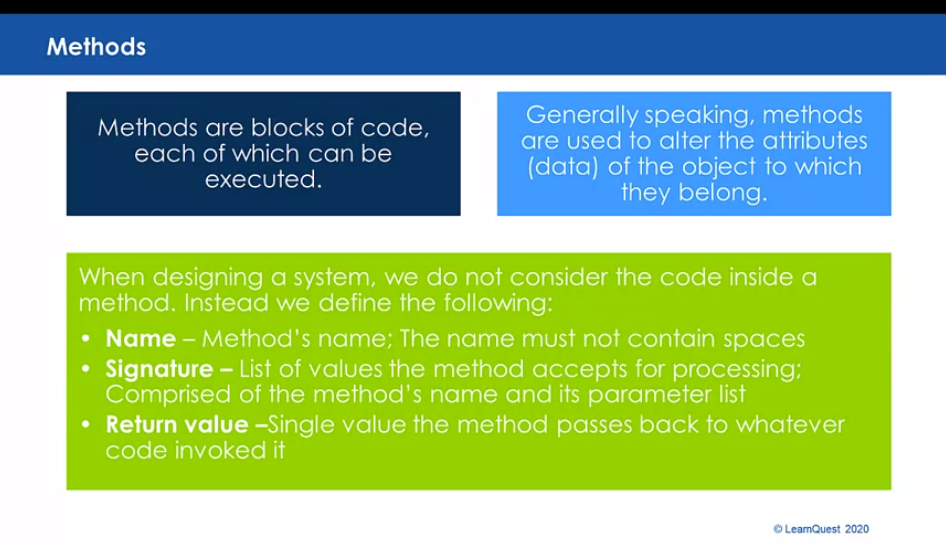 Methods
Methods are blocks of code,
each of which can be
executed.
Generally speaking, methods
are used to alter the attributes
(data) of the object to which
they belong.
When designing a system, we do not consider the code inside a
method. Instead we define the following:
• Name – Method's name; The name must not contain spaces
• Signature – List of values the method accepts for processing;
Comprised of the method's name and its parameter list
• Return value –Single value the method passes back to whatever
code invoked it
© LearnQuest 2020